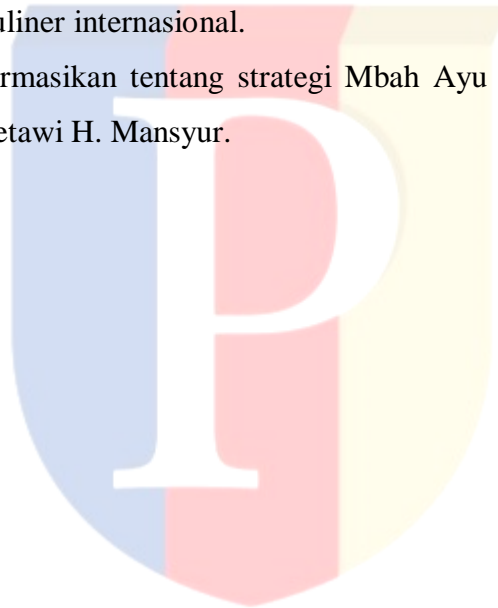 uliner internasional.
rmasikan tentang strategi Mbah Ayu
etawi H. Mansyur.
P